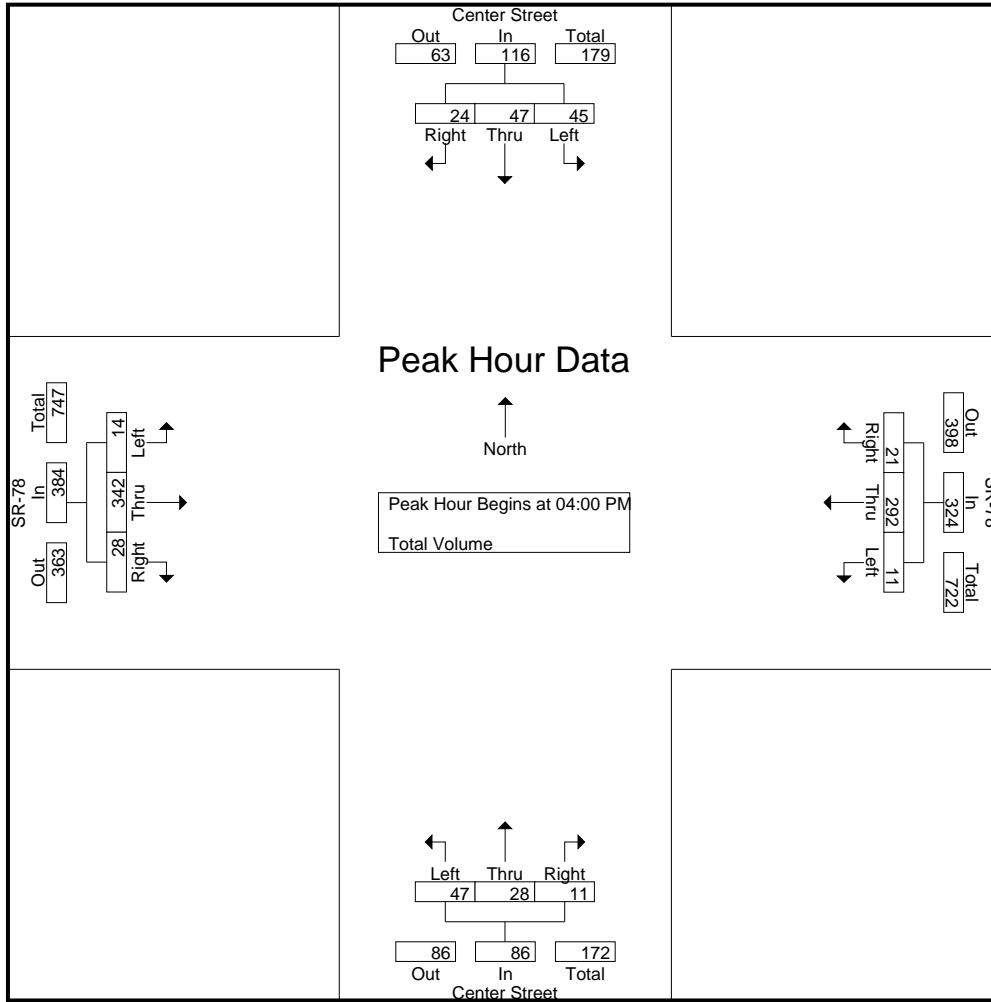 Center Street
Out In Total
63 116 179
24 47 45
Right Thru Left
Peak Hour Data
North
Peak Hour Begins at 04:00 PM
Total Volume
SR-78
Total In Out
747 384 363
14 342 28
Left Thru Right
Right Thru Left
21 292 11
Out In Total
398 324 722
SR-78
Left Thru Right
47 28 11
86 86 172
Out In Total
Center Street